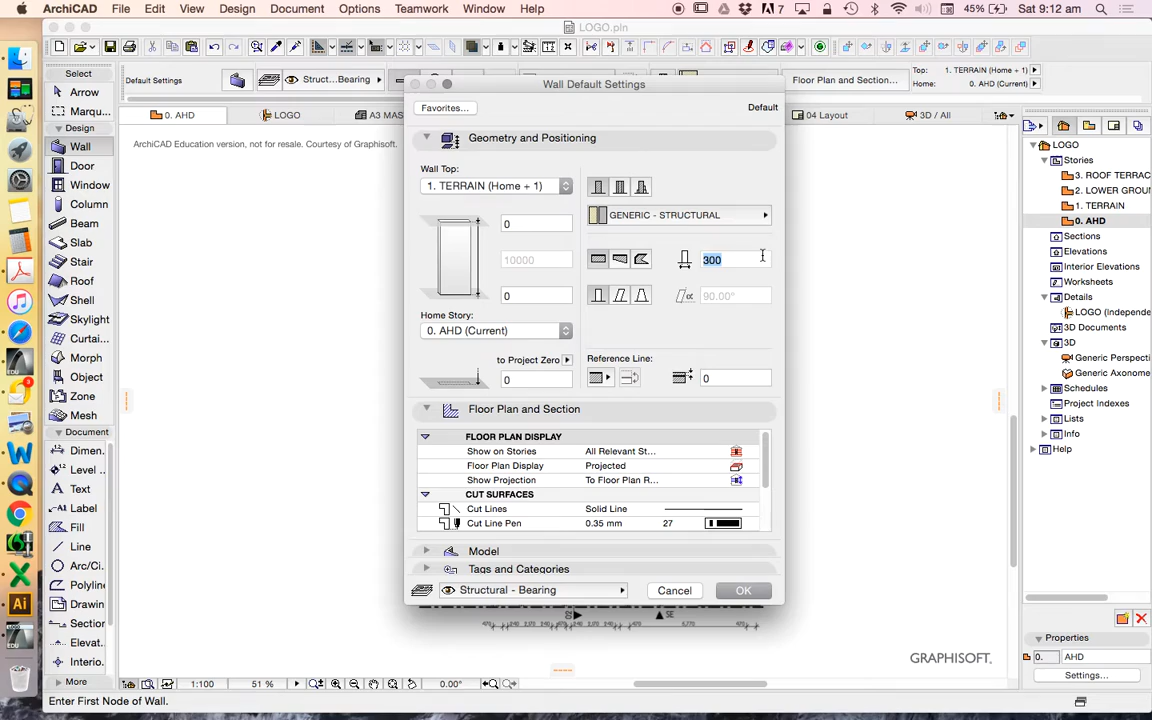 ArchiCAD File Edit View Design Document Options Teamwork Window Help 7 45% Sat 9:12 am
LOGO.pln
Select
Default Settings
Struct...Bearing
Floor Plan and Section...
Top: 1. TERRAIN (Home + 1)
Home: 0. AHD (Current)
Arrow
Marqu...
Design
Wall
Door
Window
Column
Beam
Slab
Stair
Roof
Shell
Skylight
Curtai...
Morph
Object
Zone
Mesh
Document
Dimen...
Level ...
Text
Label
Fill
Line
Arc/Ci...
Polylin
Drawin
Section
Elevat...
Interio...
More
0. AHD
LOGO
A3 MAS
04 Layout
3D / All
ArchiCAD Education version, not for resale. Courtesy of Graphisoft.
Wall Default Settings
Favorites...
Default
Geometry and Positioning
Wall Top:
1. TERRAIN (Home + 1)
0
10000
0
Home Story:
0. AHD (Current)
to Project Zero
0
GENERIC - STRUCTURAL
300
α
90.00°
Reference Line:
0
Floor Plan and Section
FLOOR PLAN DISPLAY
Show on Stories All Relevant St...
Floor Plan Display Projected
Show Projection To Floor Plan R...
CUT SURFACES
Cut Lines Solid Line
Cut Line Pen 0.35 mm 27
Model
Tags and Categories
Structural - Bearing
Cancel
OK
02
SE
GRAPHISOFT.
LOGO
Stories
3. ROOF TERRAC
2. LOWER GROUN
1. TERRAIN
0. AHD
Sections
Elevations
Interior Elevations
Worksheets
Details
LOGO (Indepene
3D Documents
3D
Generic Perspecti
Generic Axonome
Schedules
Project Indexes
Lists
Info
Help
Properties
0. AHD
Settings...
1:100
51 %
0.00°
Enter First Node of Wall.